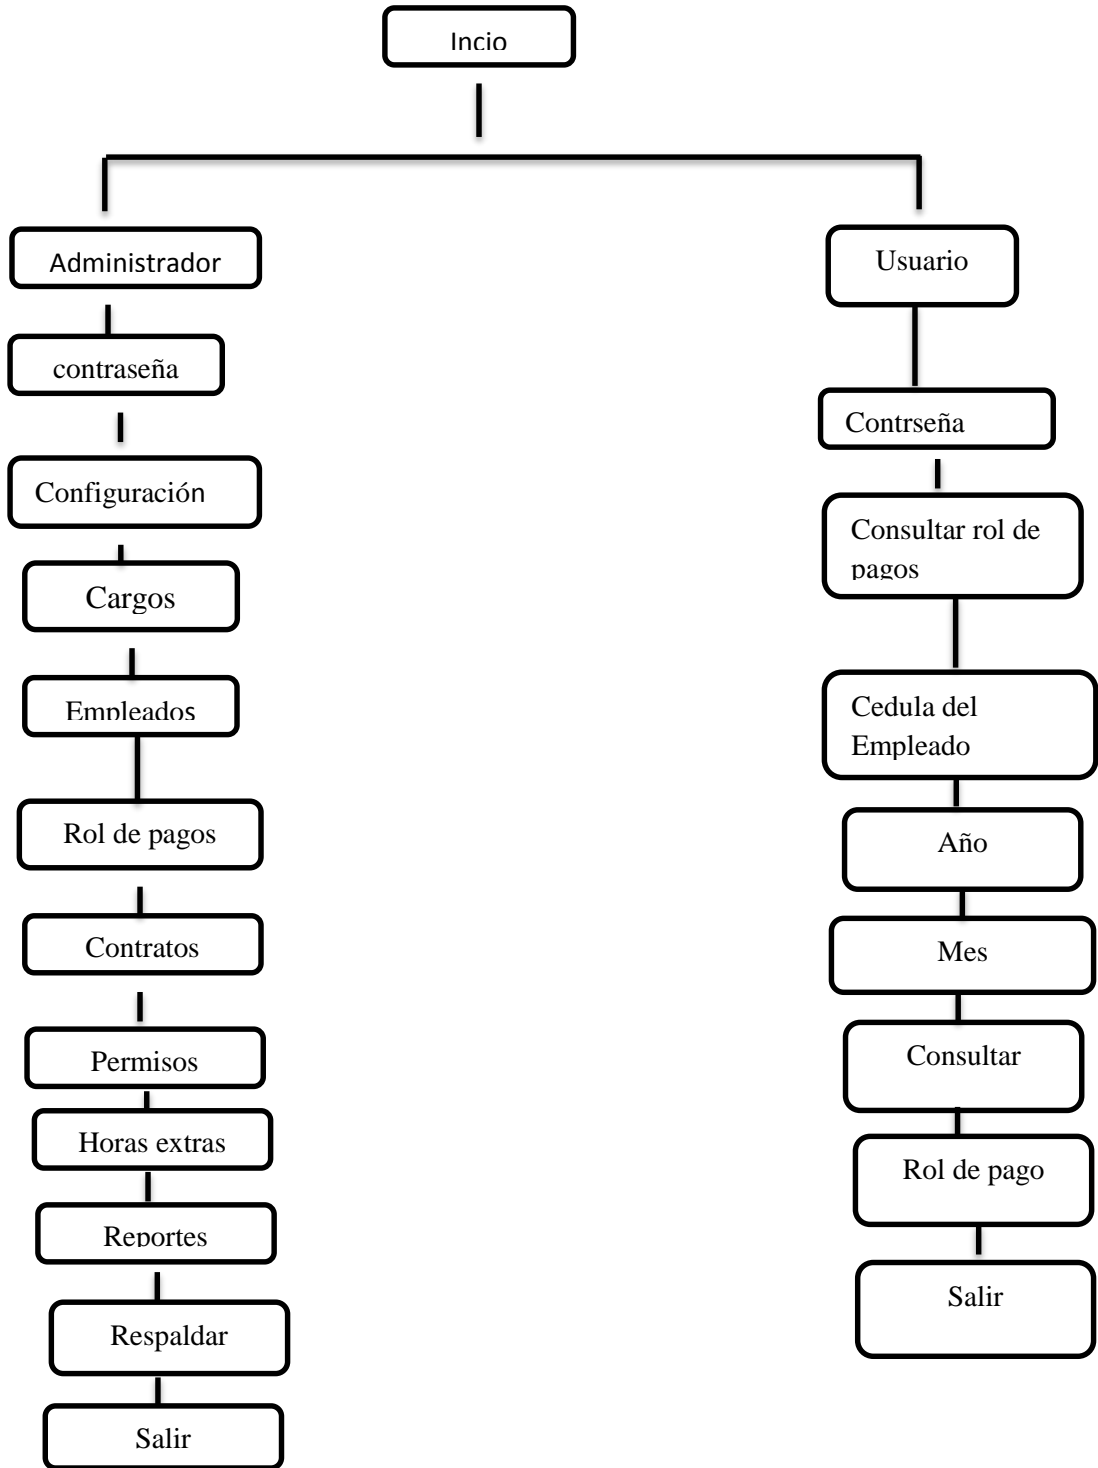 Incio
Administrador
contraseña
Configuración
Cargos
Empleados
Rol de pagos
Contratos
Permisos
Horas extras
Reportes
Respaldar
Salir
Usuario
Contrseña
Consultar rol de
pagos
Cedula del
Empleado
Año
Mes
Consultar
Rol de pago
Salir